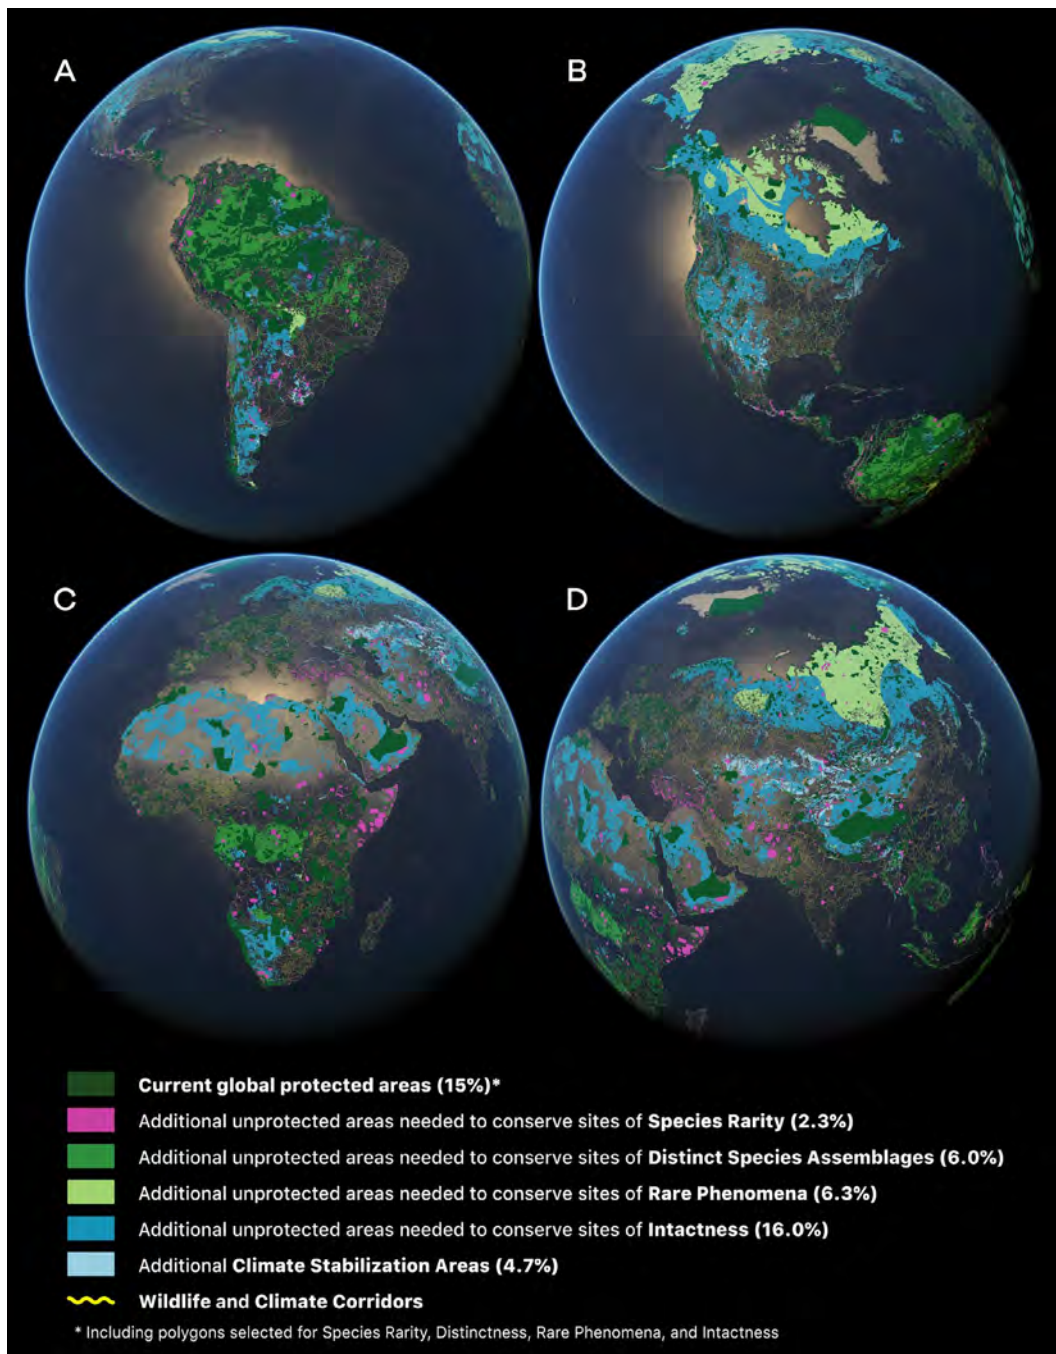 A
B
C
D
Current global protected areas (15%)*
Additional unprotected areas needed to conserve sites of Species Rarity (2.3%)
Additional unprotected areas needed to conserve sites of Distinct Species Assemblages (6.0%)
Additional unprotected areas needed to conserve sites of Rare Phenomena (6.3%)
Additional unprotected areas needed to conserve sites of Intactness (16.0%)
Additional Climate Stabilization Areas (4.7%)
Wildlife and Climate Corridors
* Including polygons selected for Species Rarity, Distinctness, Rare Phenomena, and Intactness